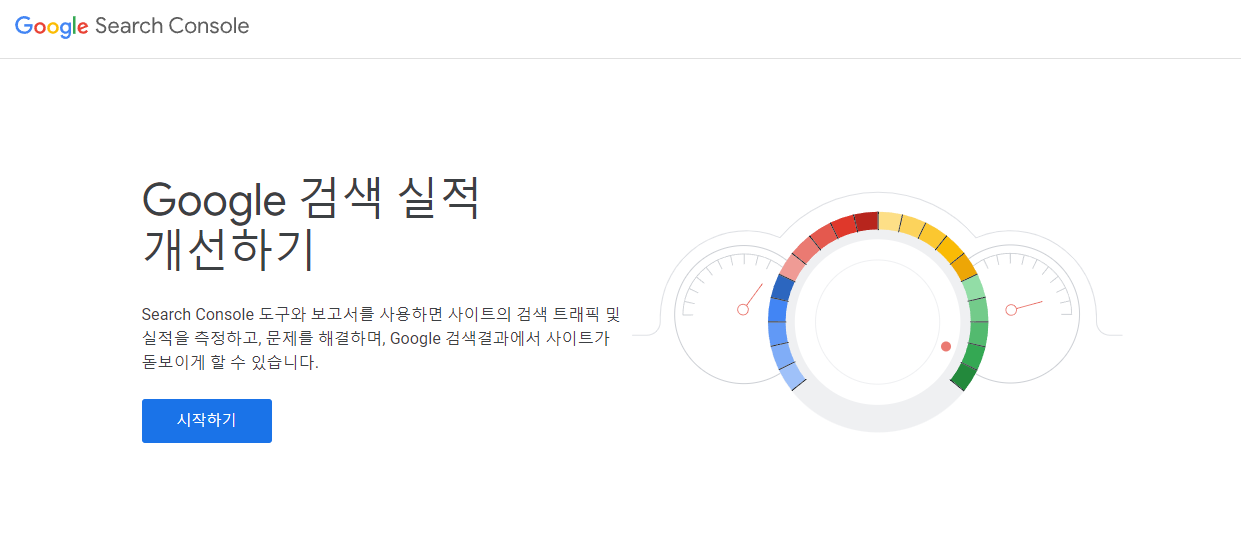 Google Search Console
Google 검색 실적
개선하기
Search Console 도구와 보고서를 사용하면 사이트의 검색 트래픽 및
실적을 측정하고, 문제를 해결하며, Google 검색결과에서 사이트가
돋보이게 할 수 있습니다.
시작하기